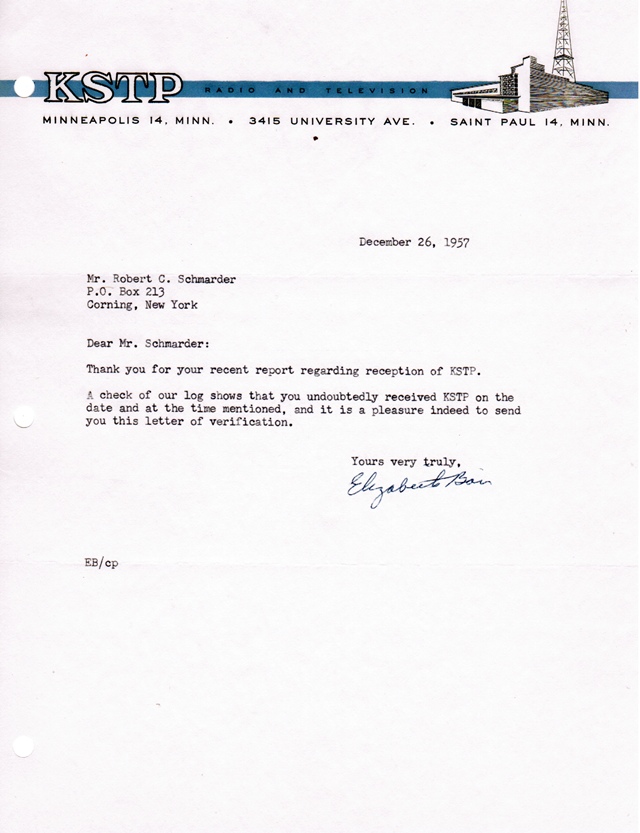 KSTP RADIO AND TELEVISION
MINNEAPOLIS 14, MINN. • 3415 UNIVERSITY AVE. • SAINT PAUL 14, MINN.
December 26, 1957
Mr. Robert C. Schmarder
P.O. Box 213
Corning, New York
Dear Mr. Schmarder:
Thank you for your recent report regarding reception of KSTP.
A check of our log shows that you undoubtedly received KSTP on the
date and at the time mentioned, and it is a pleasure indeed to send
you this letter of verification.
Yours very truly,
Elizabeth
EB/cp